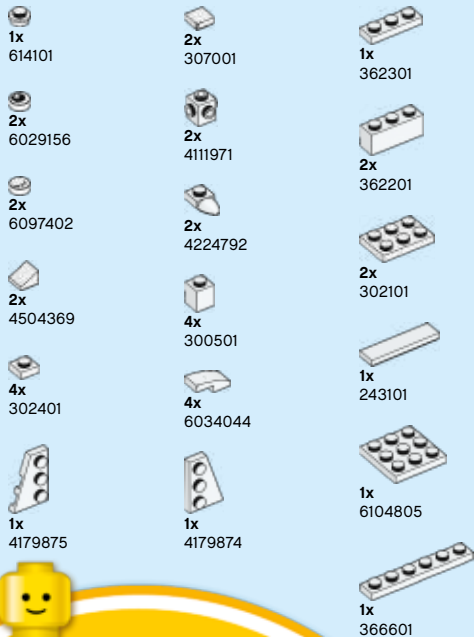 1x
614101
2x
6029156
2x
6097402
2x
4504369
4x
302401
1x
4179875
2x
307001
2x
4111971
2x
4224792
4x
300501
4x
6034044
1x
4179874
1x
362301
2x
362201
2x
302101
1x
243101
1x
6104805
1x
366601